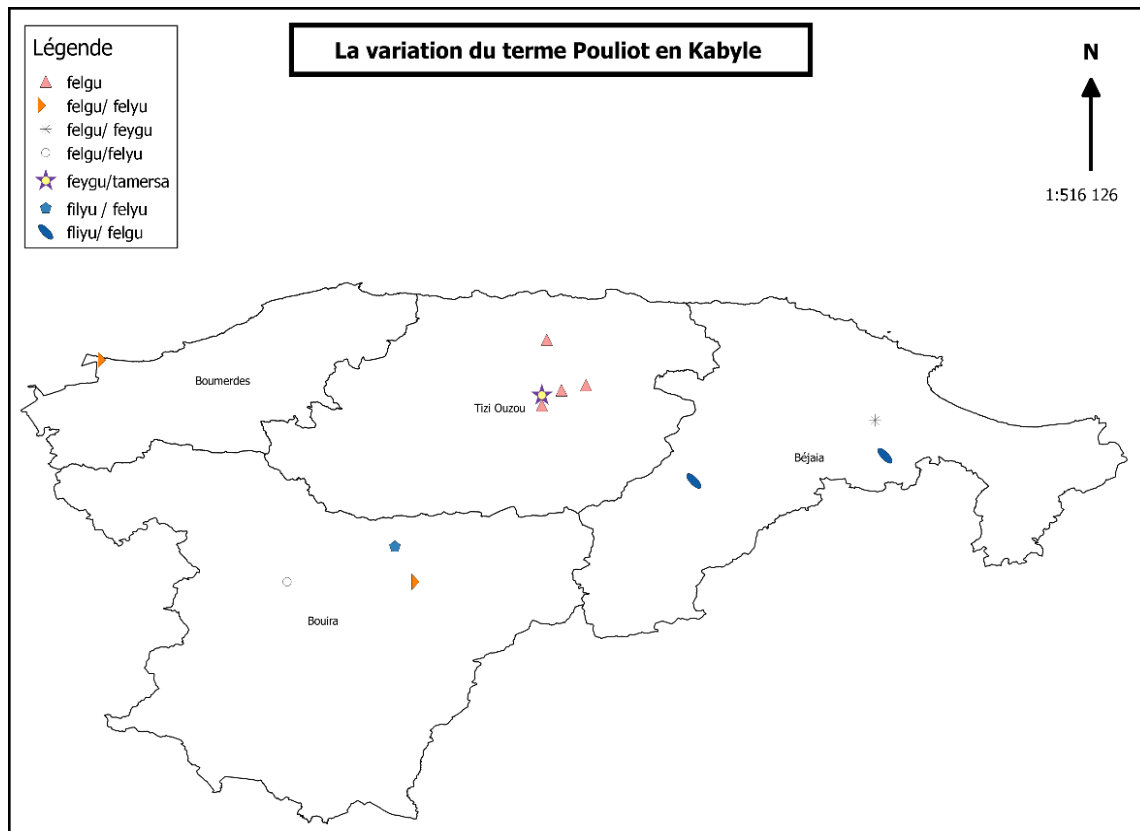 La variation du terme Pouliot en Kabyle
Légende
felgu
felgu/ felyu
felgu/ feygu
felgu/felyu
feygu/tamersa
filyu / felyu
fliyu/ felgu
N
1:516 126
Boumerdes
Tizi Ouzou
Béjaia
Bouira